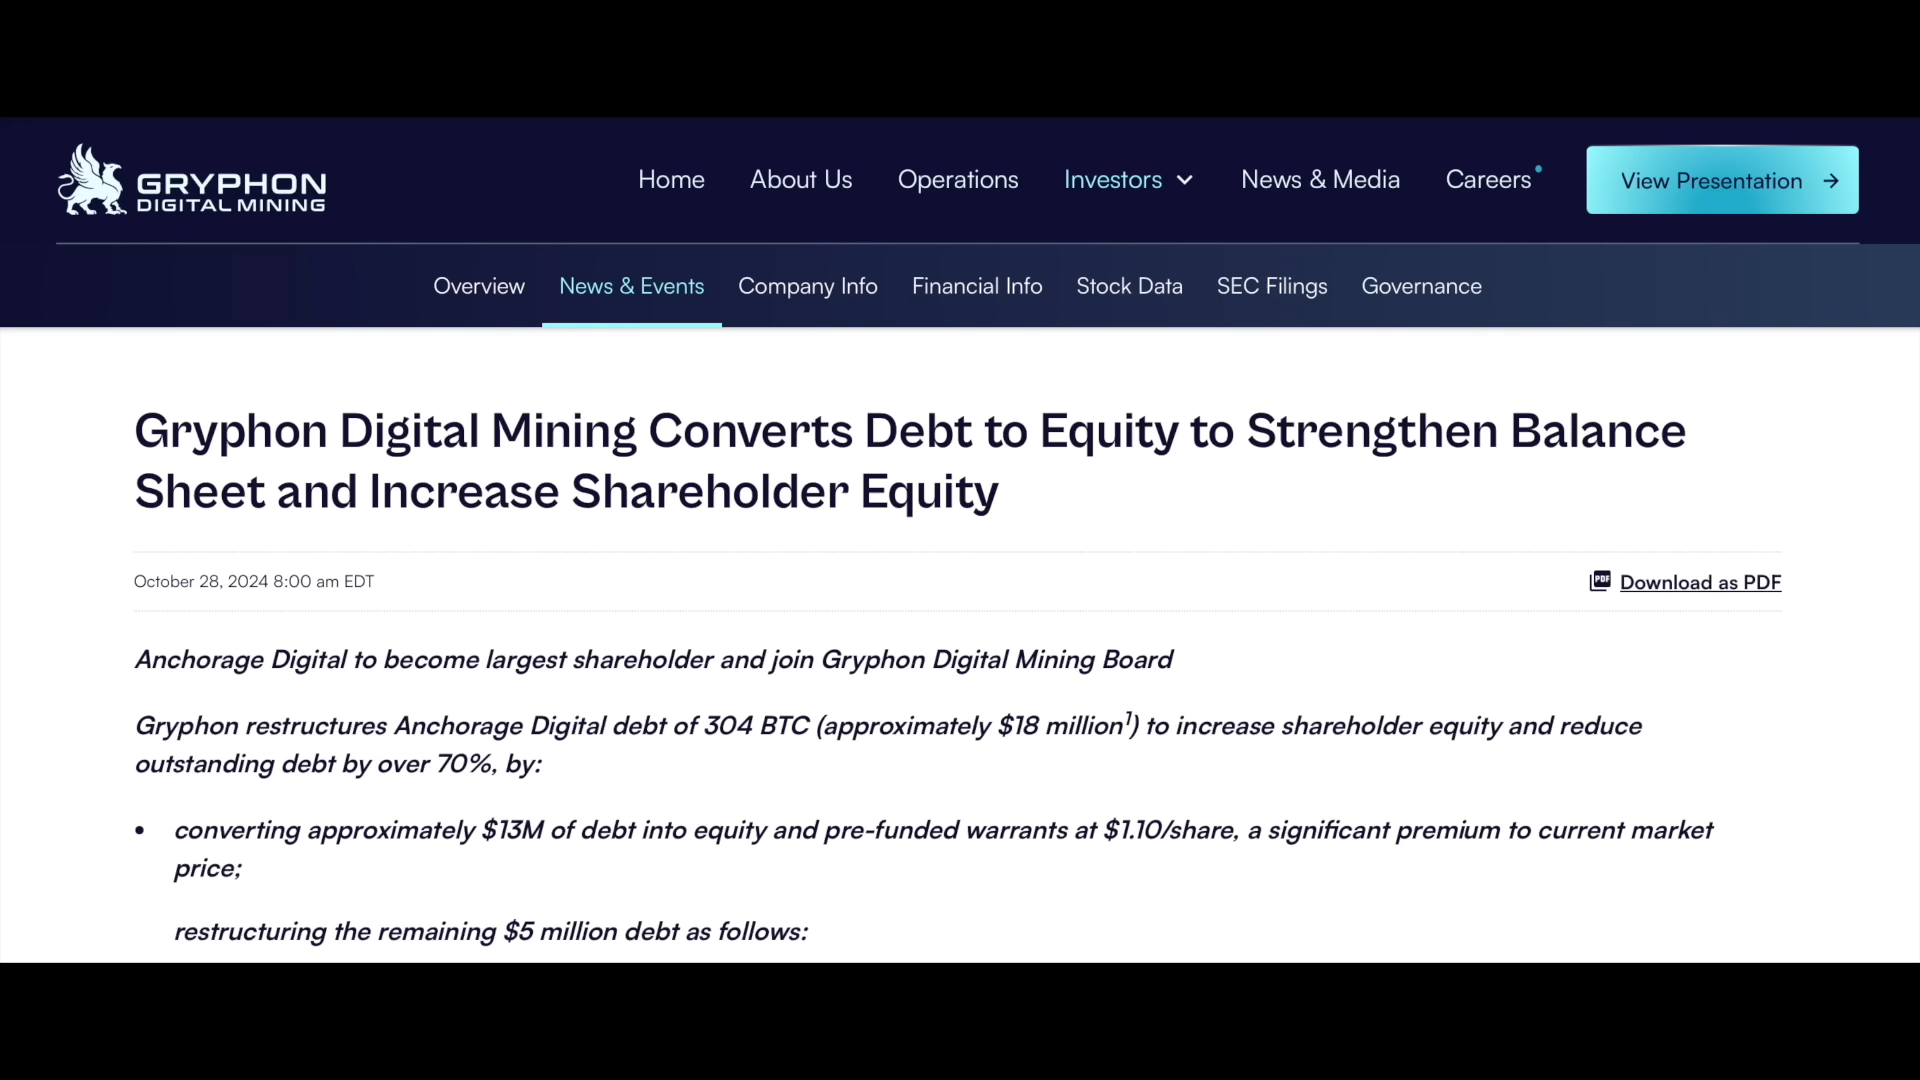 GRYPHON
DIGITAL MINING
Home About Us Operations Investors News & Media Careers View Presentation →
Overview News & Events Company Info Financial Info Stock Data SEC Filings Governance
Gryphon Digital Mining Converts Debt to Equity to Strengthen Balance
Sheet and Increase Shareholder Equity
October 28, 2024 8:00 am EDT PDF Download as PDF
Anchorage Digital to become largest shareholder and join Gryphon Digital Mining Board
Gryphon restructures Anchorage Digital debt of 304 BTC (approximately $18 million¹) to increase shareholder equity and reduce
outstanding debt by over 70%, by:
• converting approximately $13M of debt into equity and pre-funded warrants at $1.10/share, a significant premium to current market
price;
restructuring the remaining $5 million debt as follows: